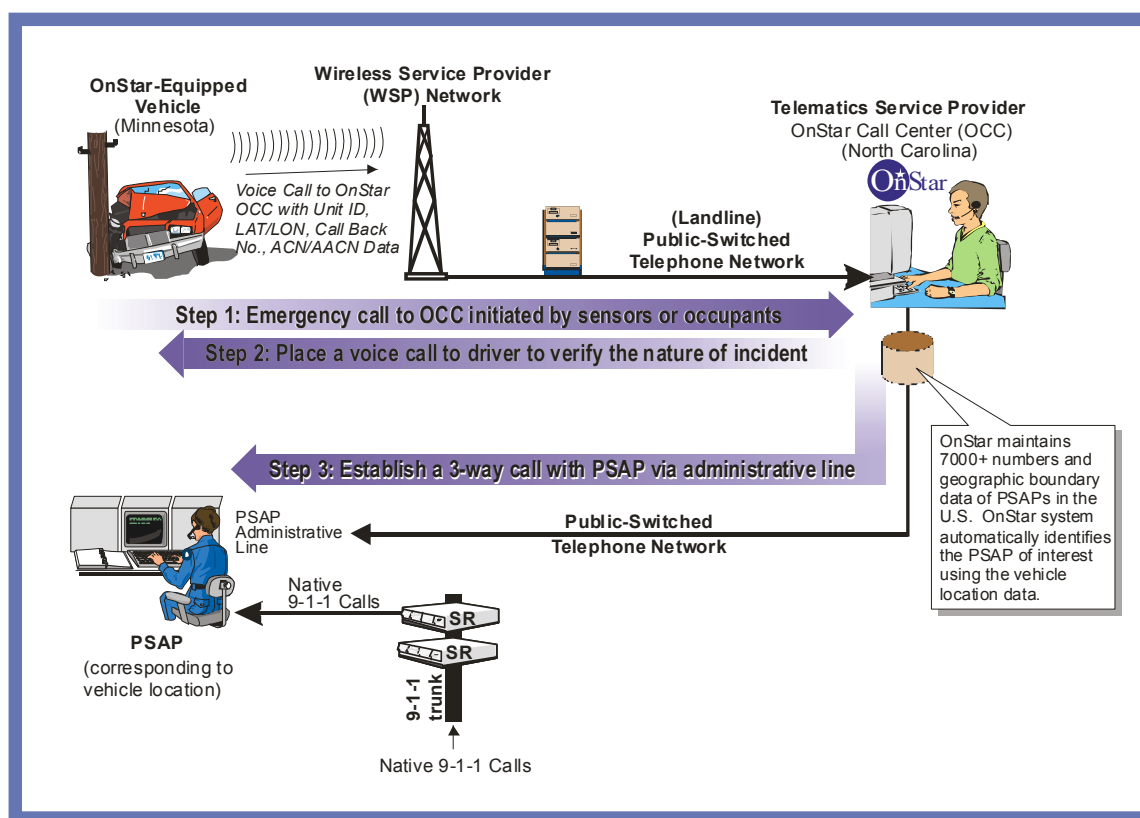 OnStar-Equipped
Vehicle
(Minnesota)
Wireless Service Provider
(WSP) Network
Telematics Service Provider
OnStar Call Center (OCC)
(North Carolina)
OnStar
Voice Call to OnStar
OCC with Unit ID,
LAT/LON, Call Back
No., ACN/AACN Data
(Landline)
Public-Switched
Telephone Network
Step 1: Emergency call to OCC initiated by sensors or occupants
Step 2: Place a voice call to driver to verify the nature of incident
Step 3: Establish a 3-way call with PSAP via administrative line
OnStar maintains
7000+ numbers and
geographic boundary
data of PSAPs in the
U.S. OnStar system
automatically identifies
the PSAP of interest
using the vehicle
location data.
PSAP
Administrative
Line
Public-Switched
Telephone Network
Native
9-1-1 Calls
SR
SR
PSAP
(corresponding to
vehicle location)
9-1-1
trunk
Native 9-1-1 Calls